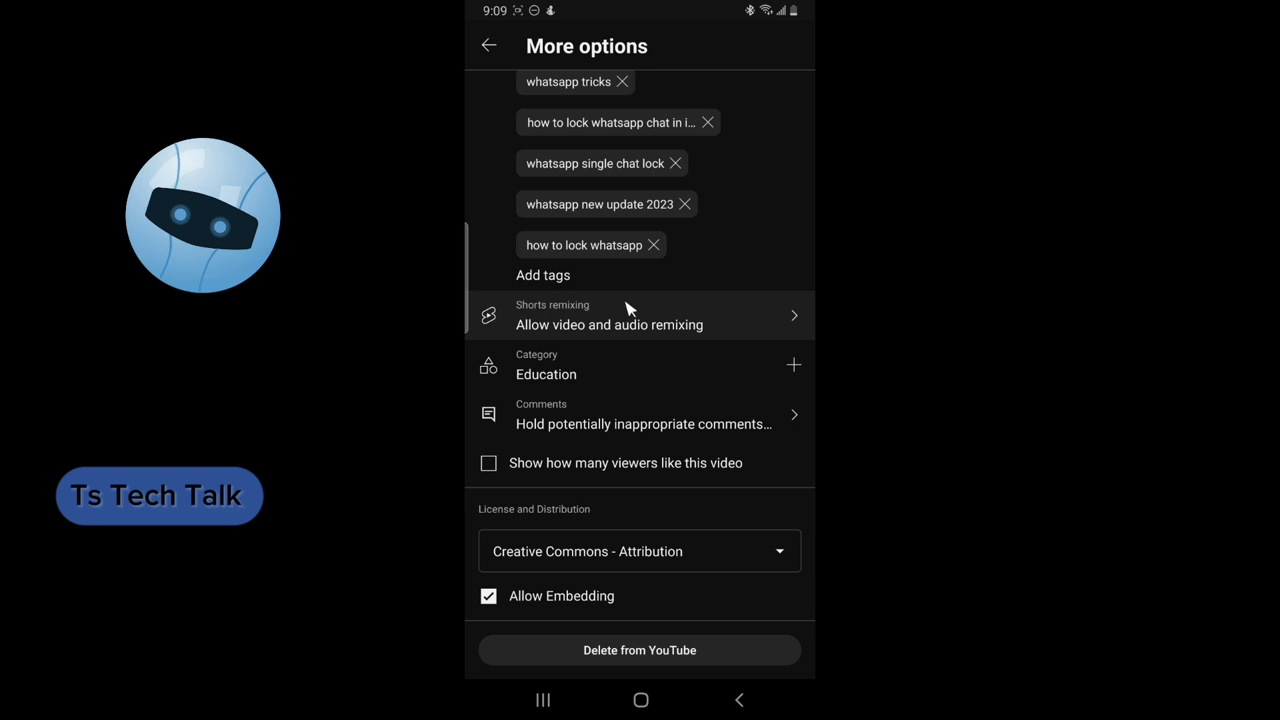 9:09
More options
whatsapp tricks
how to lock whatsapp chat in i...
whatsapp single chat lock
whatsapp new update 2023
how to lock whatsapp
Add tags
Shorts remixing
Allow video and audio remixing
Category
Education
Comments
Hold potentially inappropriate comments...
Show how many viewers like this video
License and Distribution
Creative Commons - Attribution
Allow Embedding
Delete from YouTube
Ts Tech Talk